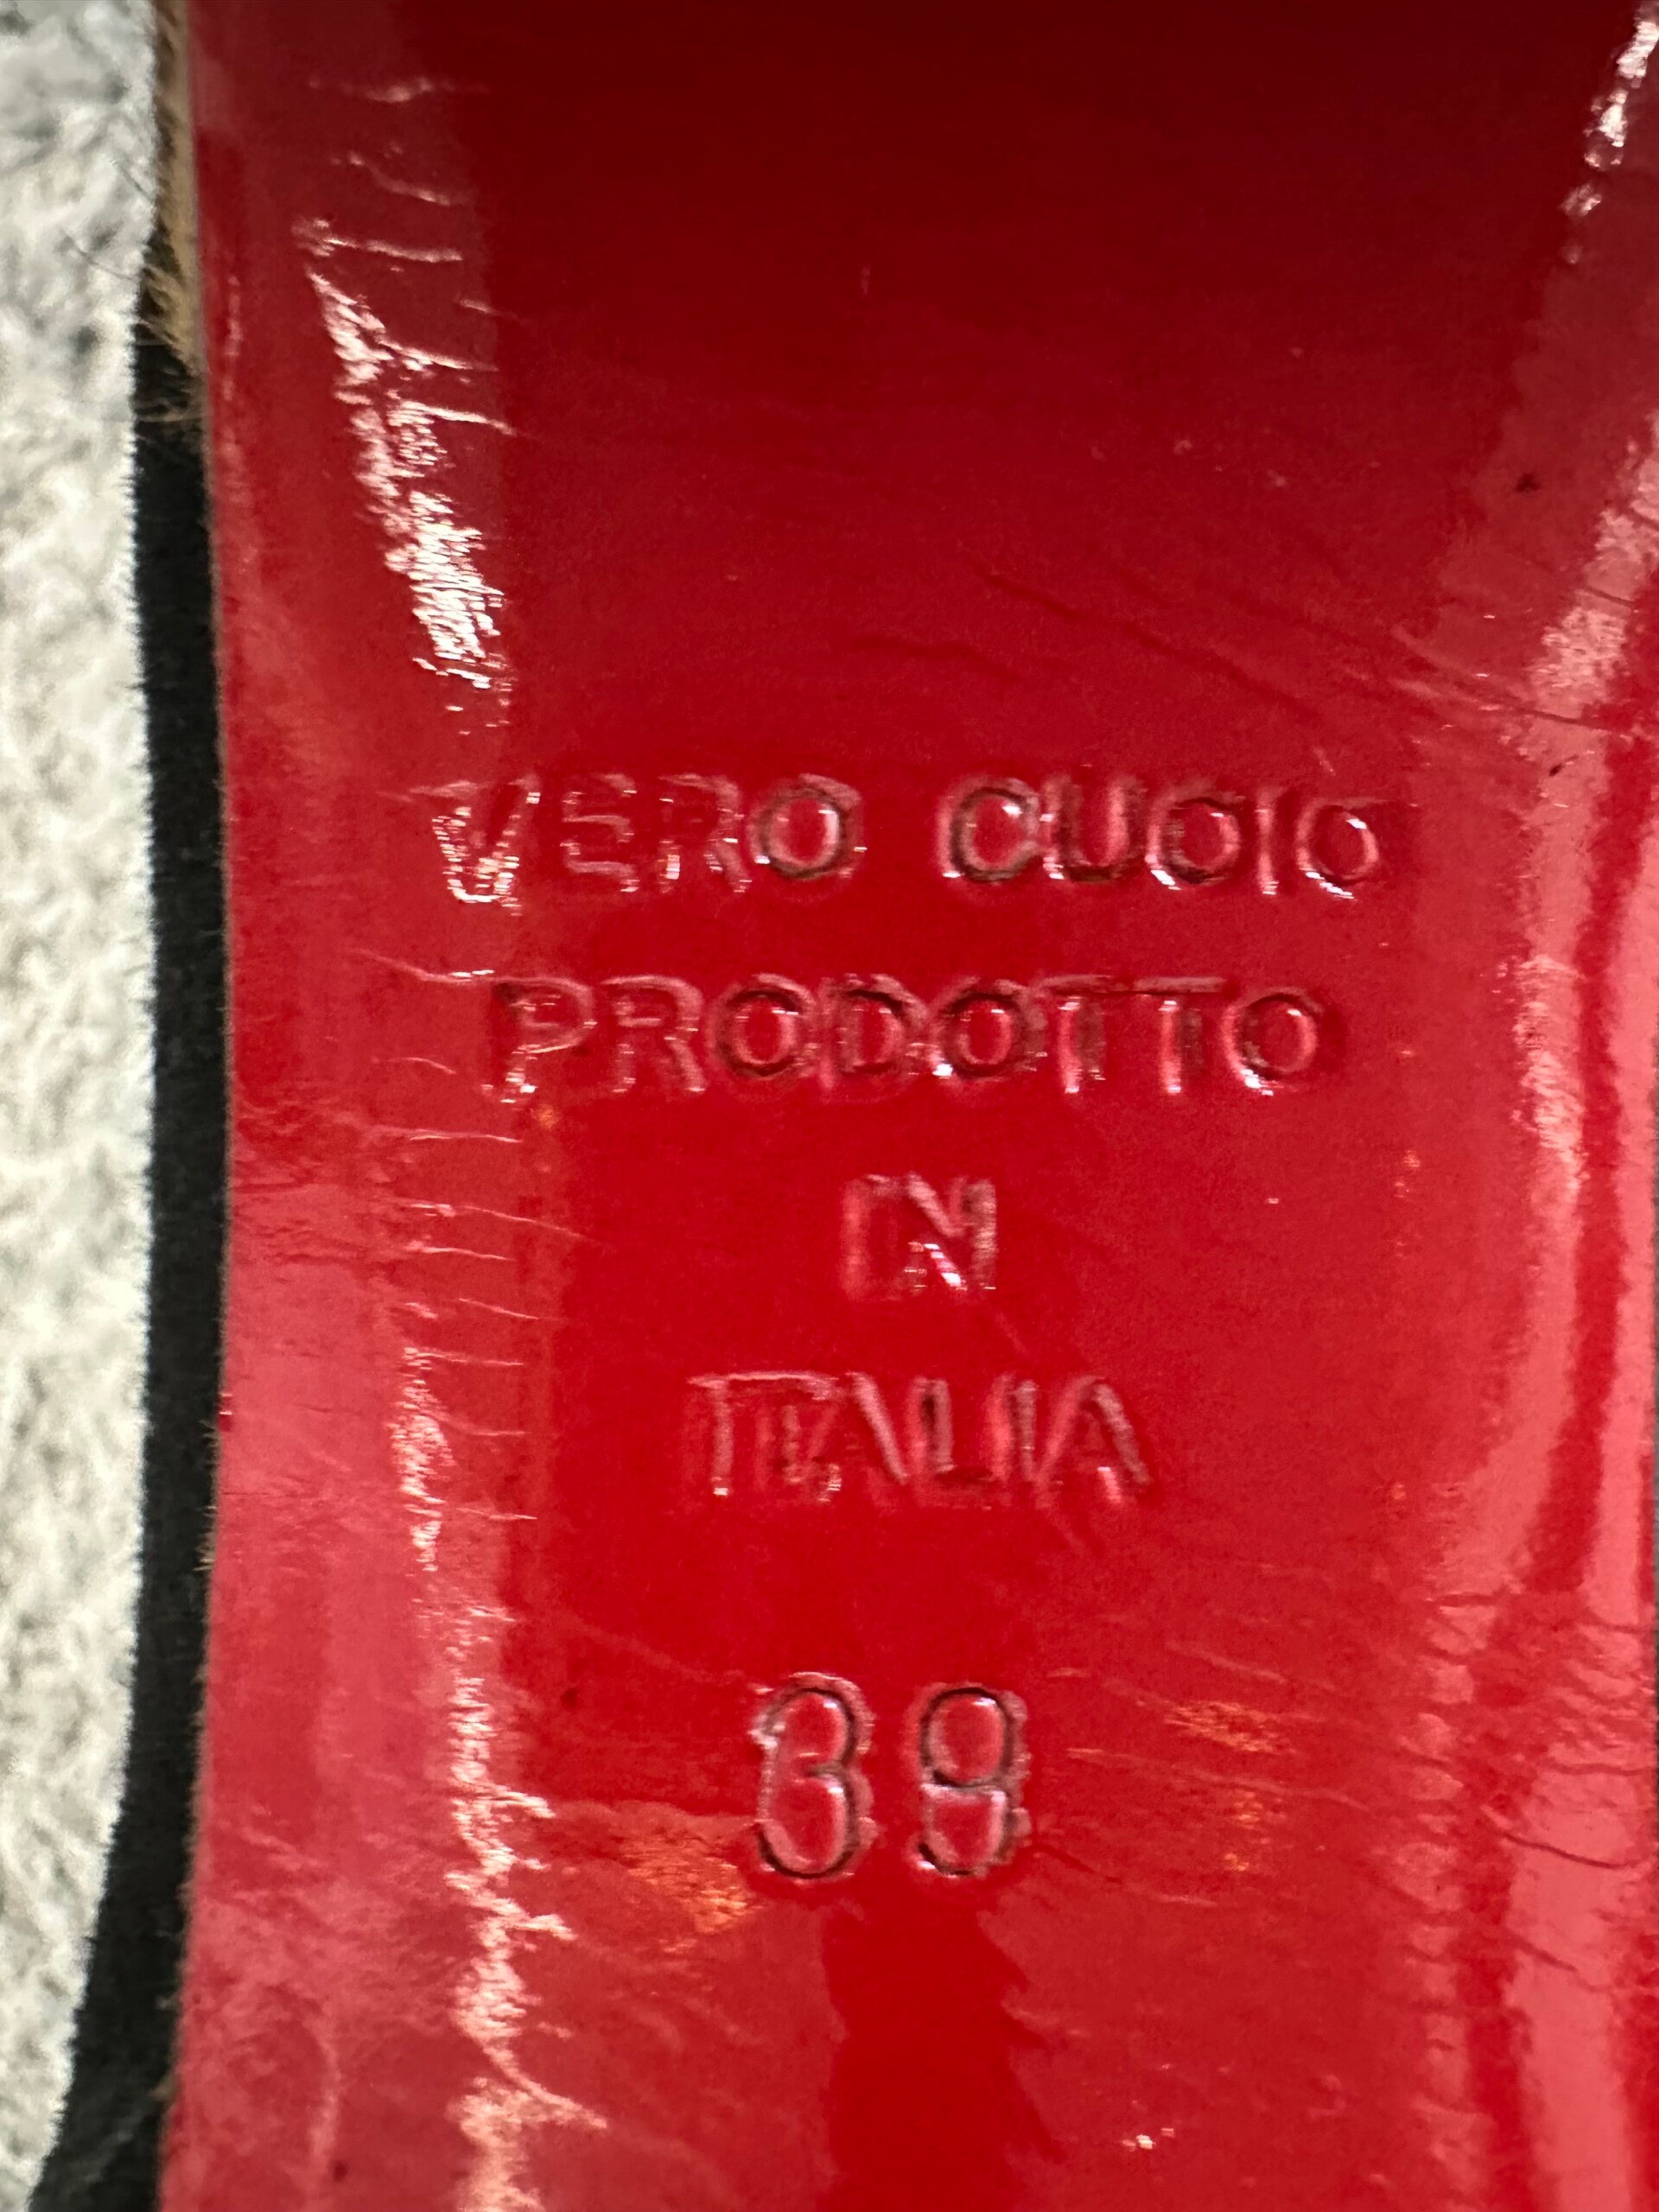 VERO CUOIO
PRODOTTO
IN
ITALIA
39